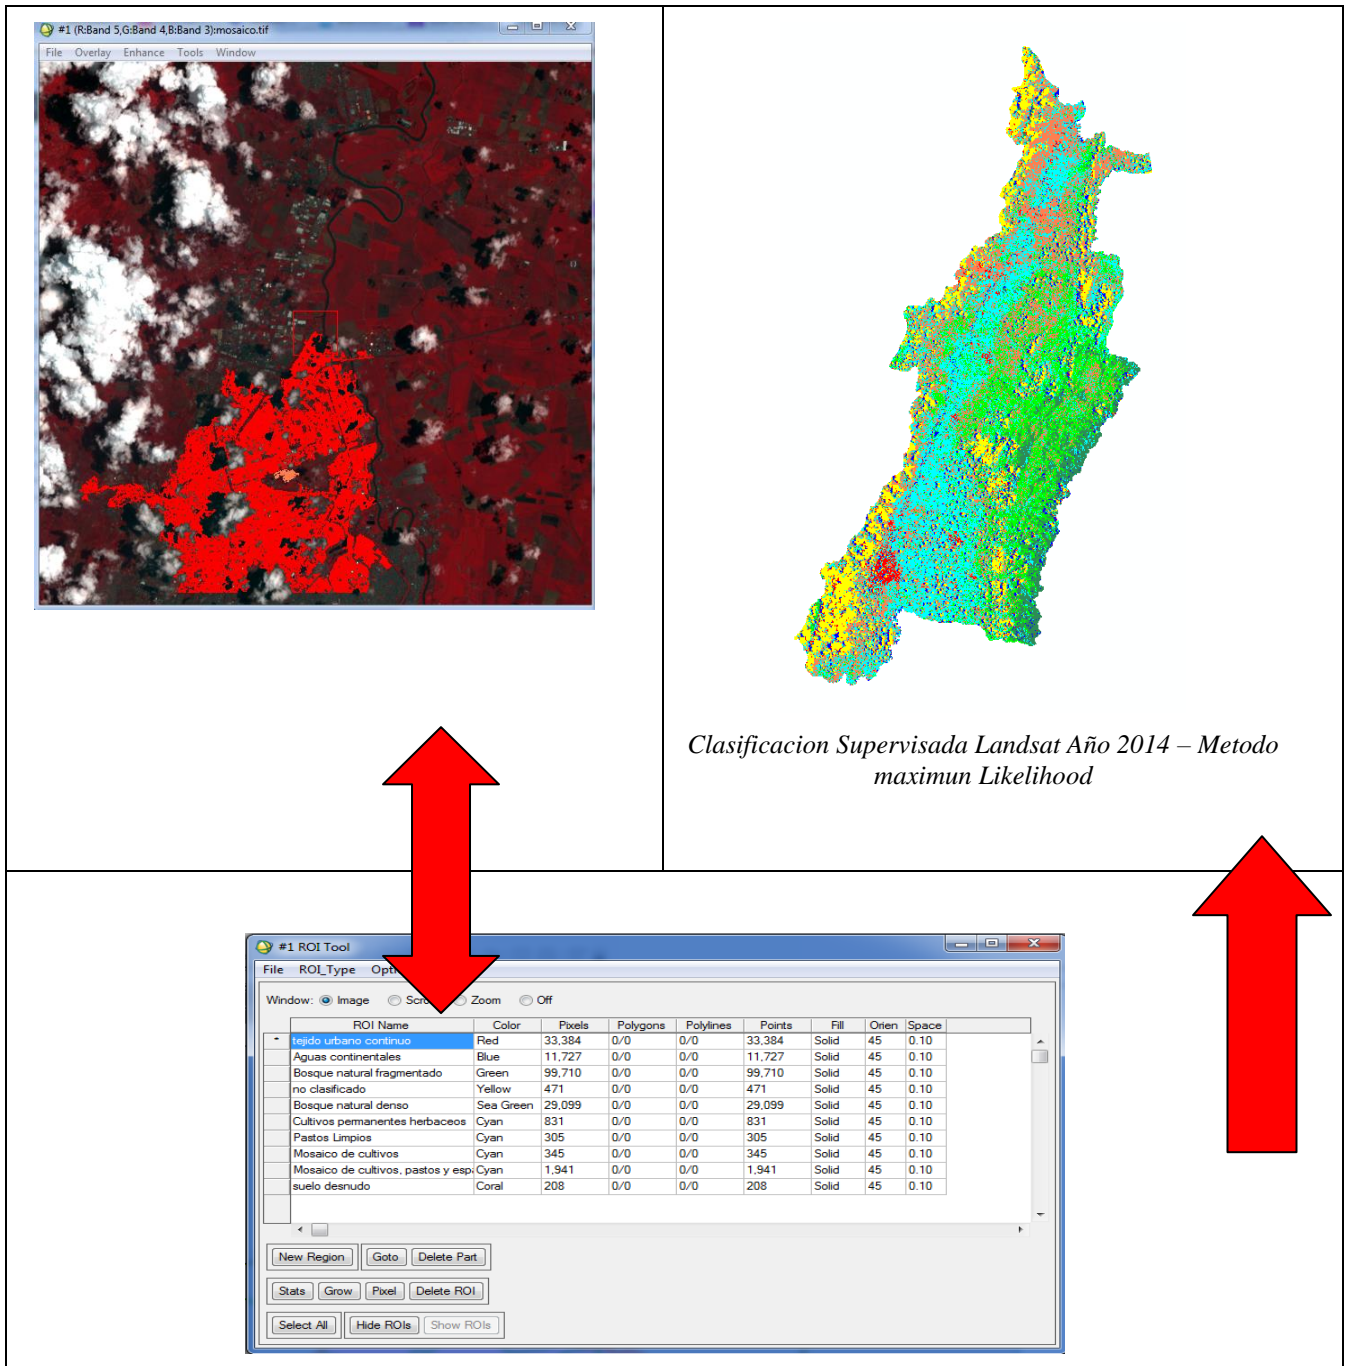 #1 (R:Band 5,G:Band 4,B:Band 3):mosaico.tif
File Overlay Enhance Tools Window
Clasificacion Supervisada Landsat Año 2014 – Metodo
maximun Likelihood
#1 ROI Tool
File ROI_Type
Window: Image Zoom Off
ROI Name Color Pixels Polygons Polylines Points Fill Orien Space
tejido urbano continuo Red 33,384 0/0 0/0 33,384 Solid 45 0.10
Aguas continentales Blue 11,727 0/0 0/0 11,727 Solid 45 0.10
Bosque natural fragmentado Green 99,710 0/0 0/0 99,710 Solid 45 0.10
no clasificado Yellow 471 0/0 0/0 471 Solid 45 0.10
Bosque natural denso Sea Green 29,099 0/0 0/0 29,099 Solid 45 0.10
Cultivos permanentes herbaceos Cyan 831 0/0 0/0 831 Solid 45 0.10
Pastos Limpios Cyan 305 0/0 0/0 305 Solid 45 0.10
Mosaico de cultivos Cyan 345 0/0 0/0 345 Solid 45 0.10
Mosaico de cultivos, pastos y esp Cyan 1,941 0/0 0/0 1,941 Solid 45 0.10
suelo desnudo Coral 208 0/0 0/0 208 Solid 45 0.10
New Region Goto Delete Part
Stats Grow Pixel Delete ROI
Select All Hide ROIs Show ROIs